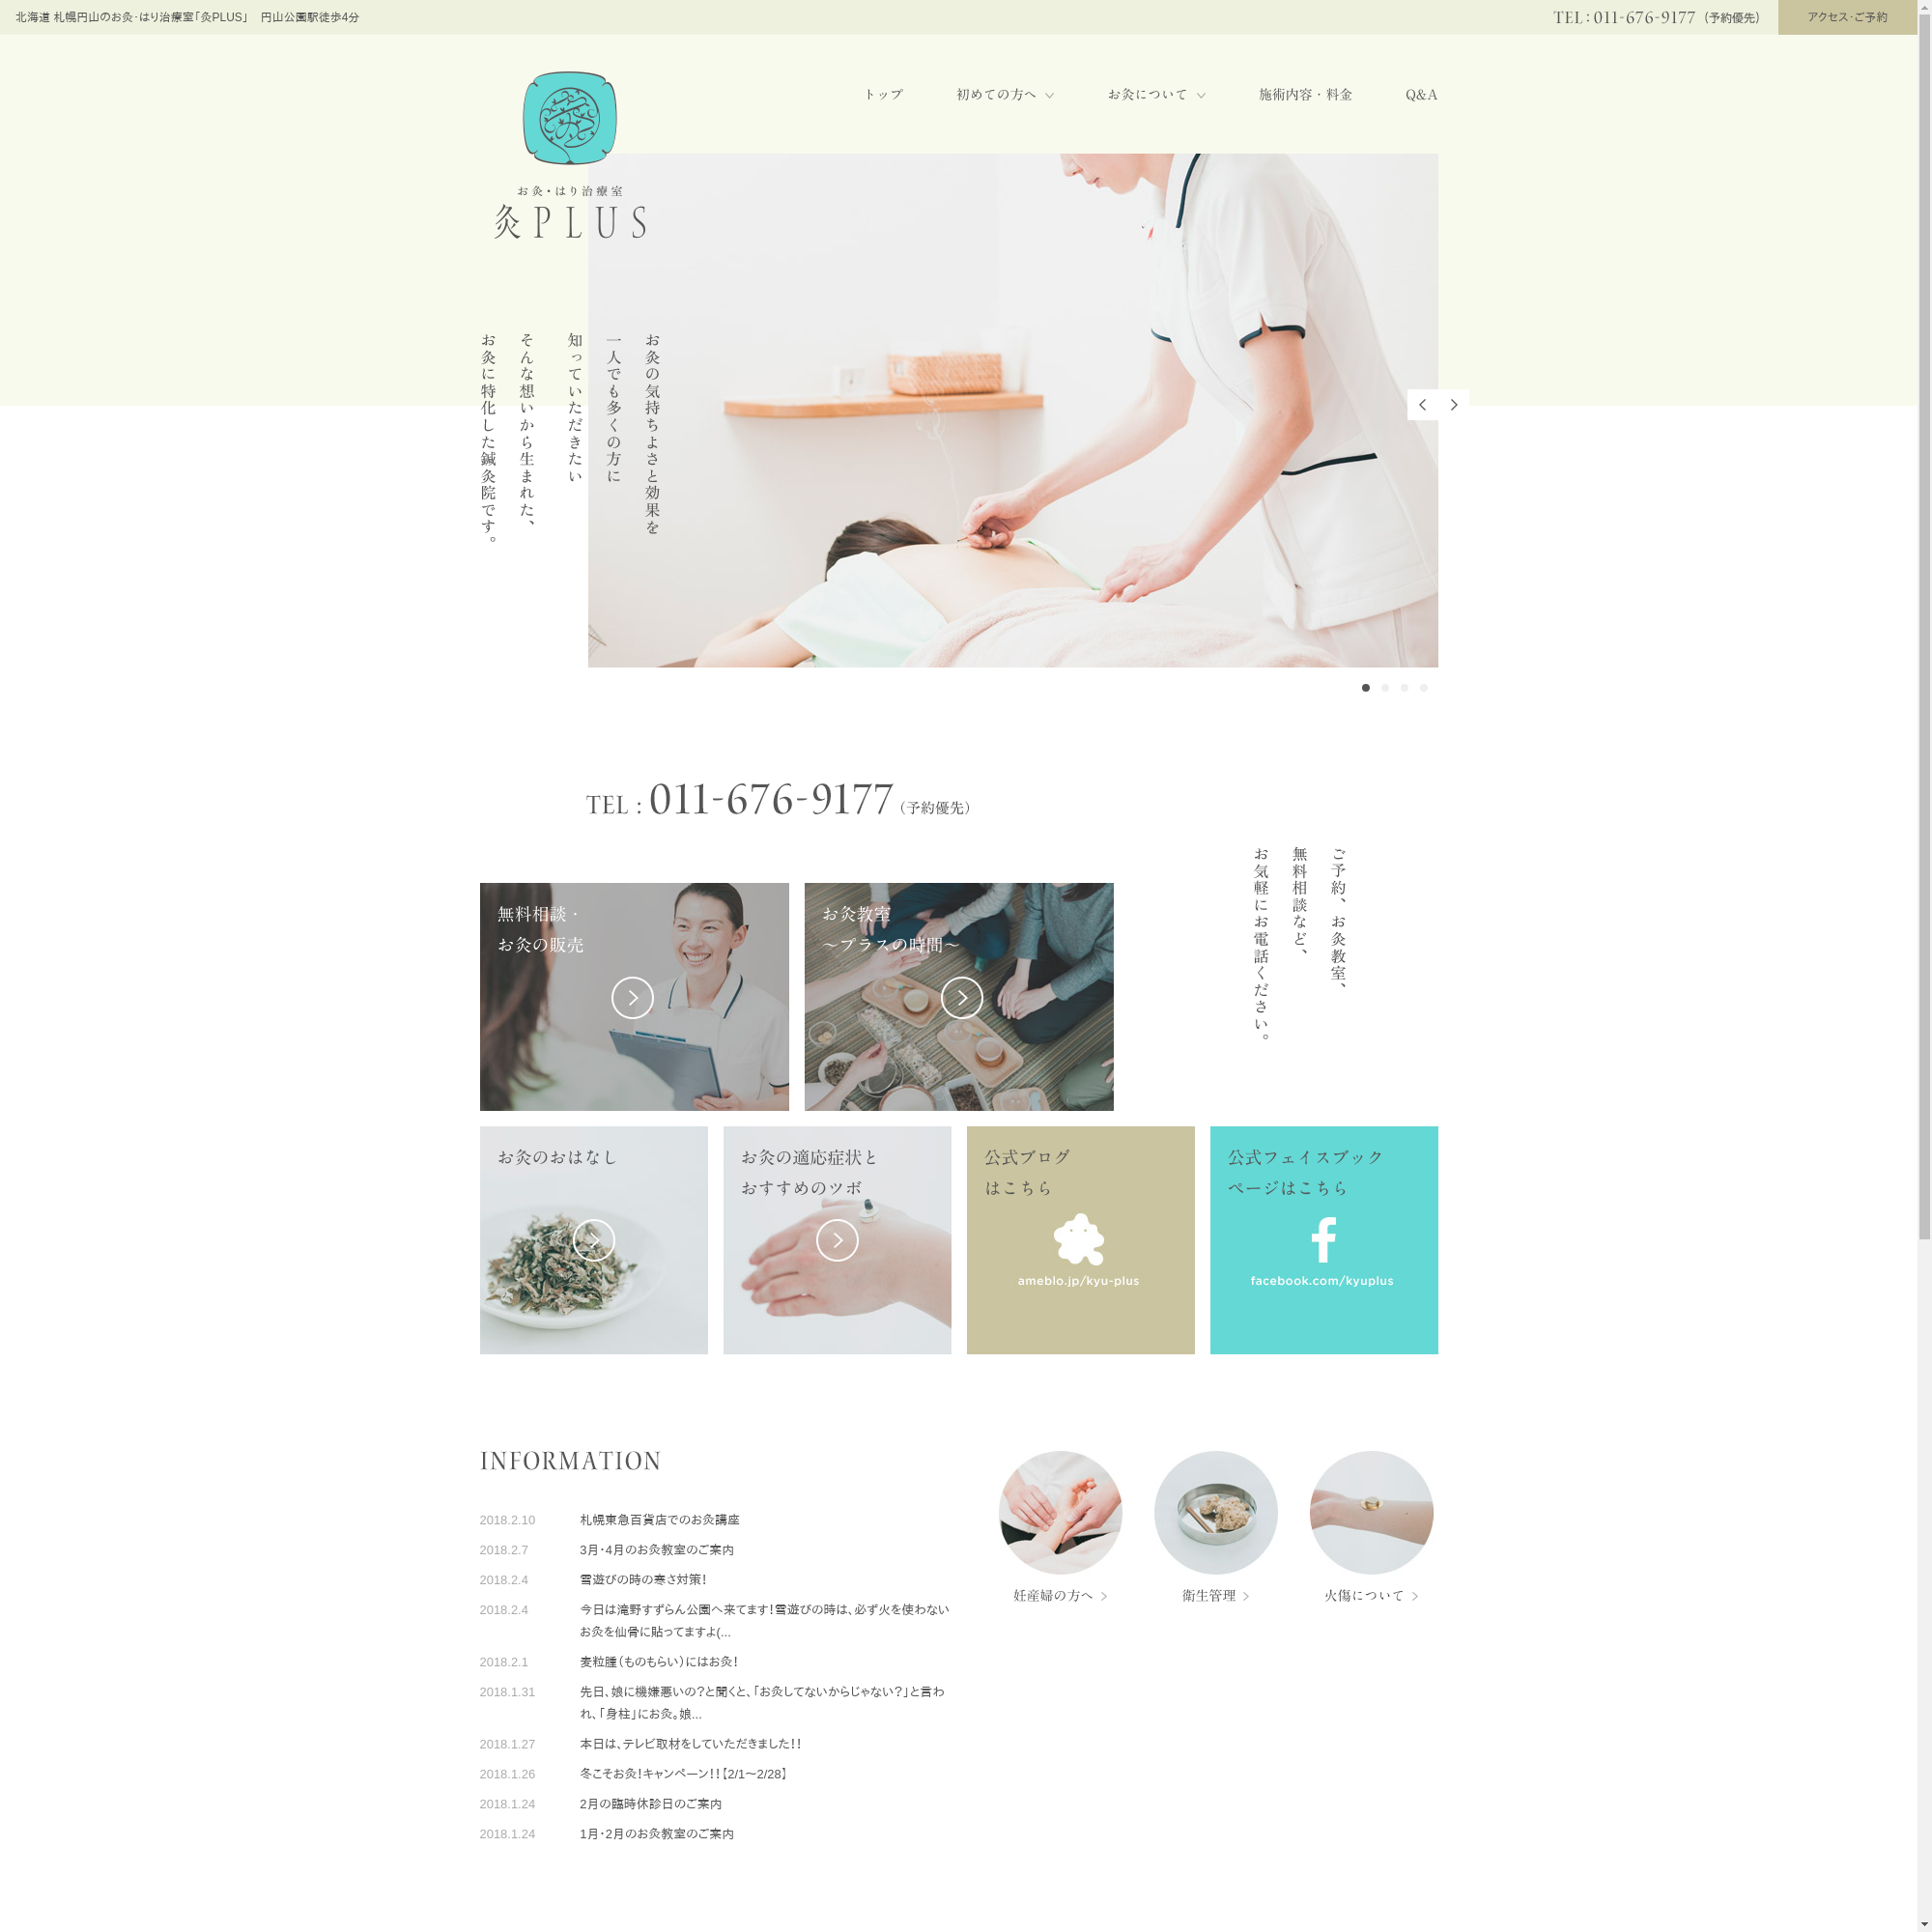 北海道 札幌円山のお灸・はり治療室「灸PLUS」　円山公園駅徒歩4分
TEL : 011-676-9177（予約優先）
アクセス・ご予約
お灸・はり治療室
灸PLUS
トップ
初めての方へ
お灸について
施術内容・料金
Q&A
お灸の気持ちよさと効果を
一人でも多くの方に
知っていただきたい
そんな想いから生まれた、
お灸に特化した鍼灸院です。
TEL : 011-676-9177（予約優先）
ご予約、お灸教室、
無料相談など、
お気軽にお電話ください。
無料相談・
お灸の販売
お灸教室
～プラスの時間～
お灸のおはなし
お灸の適応症状と
おすすめのツボ
公式ブログ
はこちら
ameblo.jp/kyu-plus
公式フェイスブック
ページはこちら
facebook.com/kyuplus
INFORMATION
2018.2.10 札幌東急百貨店でのお灸講座
2018.2.7 3月・4月のお灸教室のご案内
2018.2.4 雪遊びの時の寒さ対策！
2018.2.4 今日は滝野すずらん公園へ来てます！雪遊びの時は、必ず火を使わない
お灸を仙骨に貼ってますよ(...
2018.2.1 麦粒腫（ものもらい）にはお灸！
2018.1.31 先日、娘に機嫌悪いの？と聞くと、「お灸してないからじゃない？」と言わ
れ、「身柱」にお灸。娘...
2018.1.27 本日は、テレビ取材をしていただきました！！
2018.1.26 冬こそお灸！キャンペーン！！【2/1～2/28】
2018.1.24 2月の臨時休診日のご案内
2018.1.24 1月・2月のお灸教室のご案内
妊産婦の方へ
衛生管理
火傷について